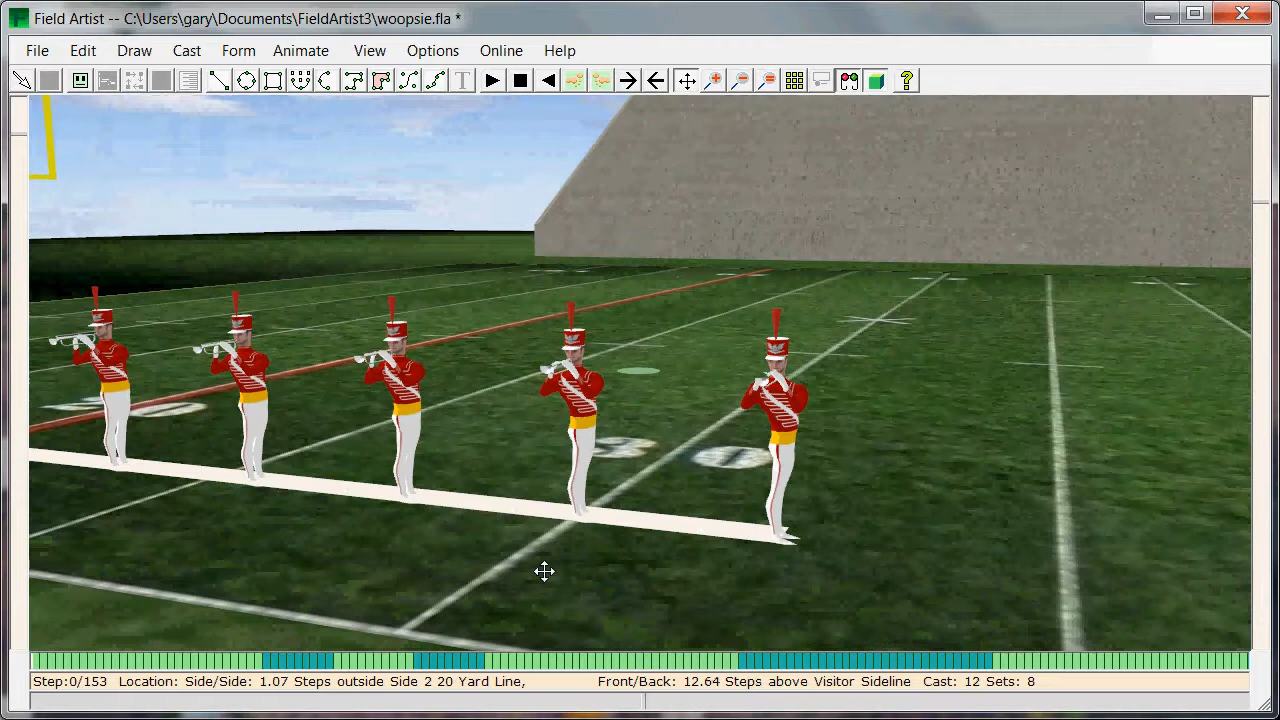 Field Artist -- C:\Users\gary\Documents\FieldArtist3\woopsie.fla *
File Edit Draw Cast Form Animate View Options Online Help
T ?
3 0
Step:0/153 Location: Side/Side: 1.07 Steps outside Side 2 20 Yard Line, Front/Back: 12.64 Steps above Visitor Sideline Cast: 12 Sets: 8